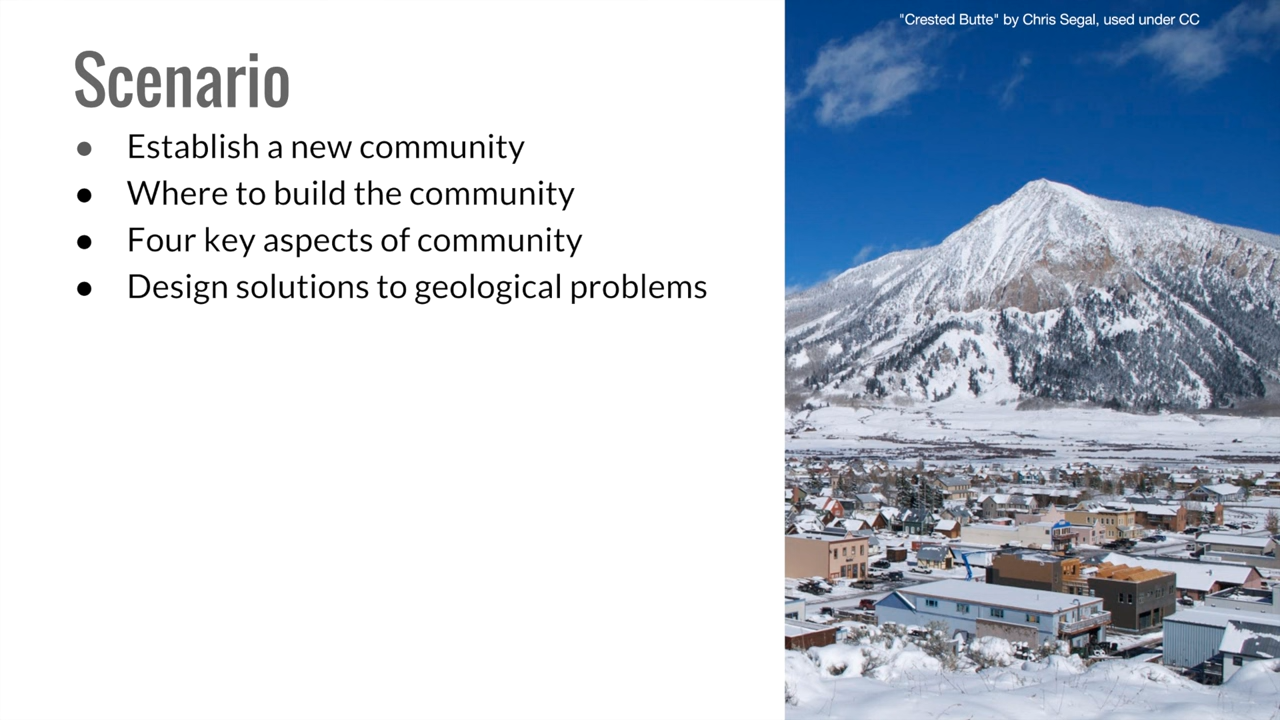 "Crested Butte" by Chris Segal, used under CC
Scenario
● Establish a new community
● Where to build the community
● Four key aspects of community
● Design solutions to geological problems